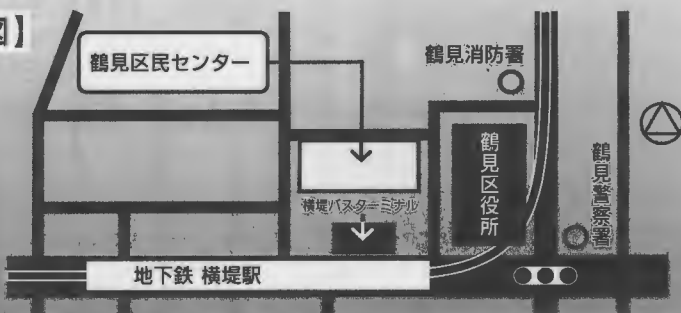 図】
鶴見区民センター
鶴見消防署
鶴見区役所
鶴見警察署
横堤バスターミナル
地下鉄 横堤駅